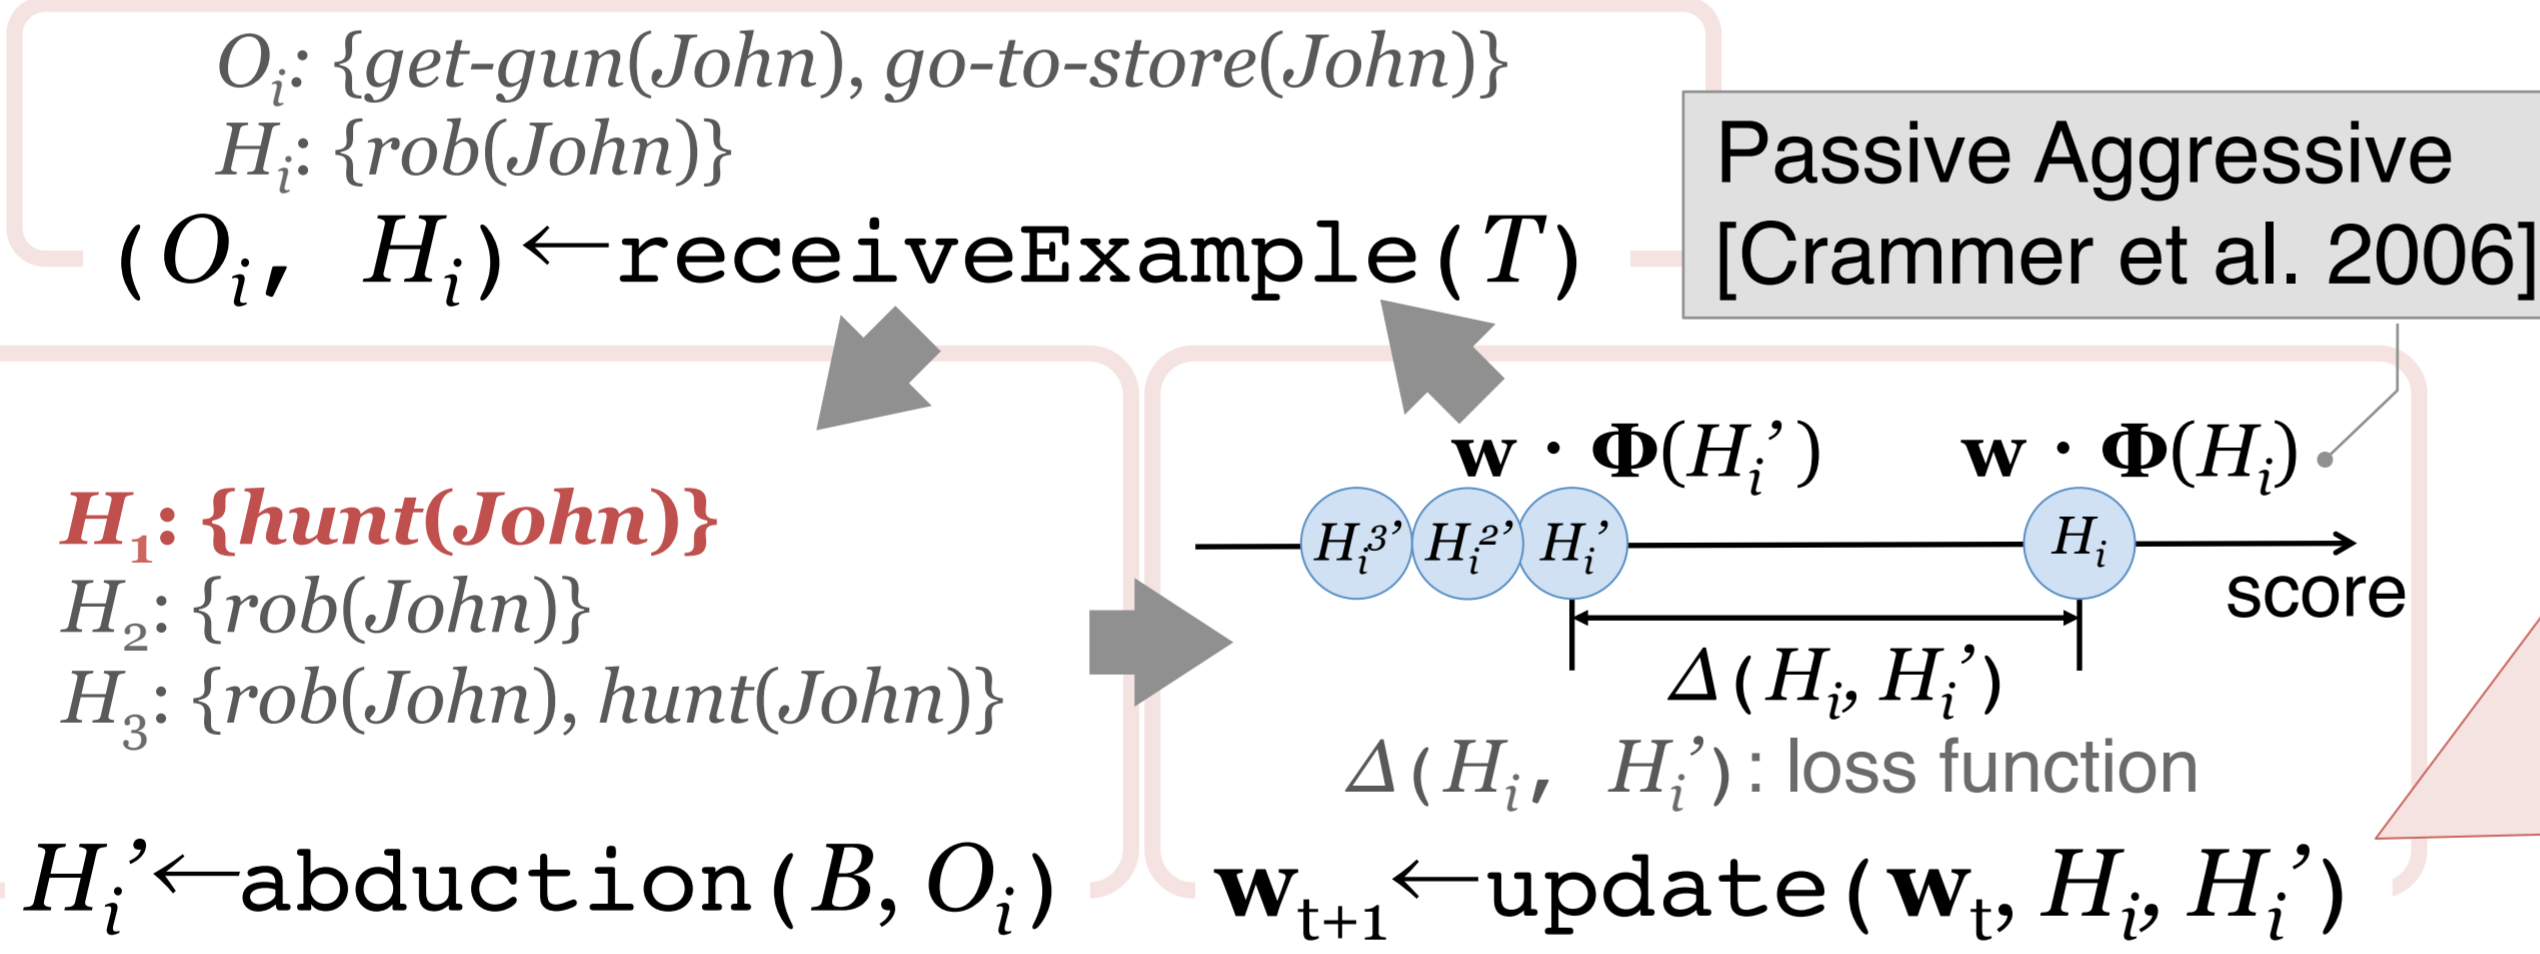 Oi: {get-gun(John), go-to-store(John)}
Hi: {rob(John)}
(Oi, Hi)←receiveExample(T)
Passive Aggressive
[Crammer et al. 2006]
H1: {hunt(John)}
H2: {rob(John)}
H3: {rob(John), hunt(John)}
Hi’←abduction(B, Oi)
w · Φ(Hi’) w · Φ(Hi)
Hi3’ Hi2’ Hi’ Hi
score
Δ(Hi, Hi’)
Δ(Hi, Hi’): loss function
wt+1←update(wt, Hi, Hi’)